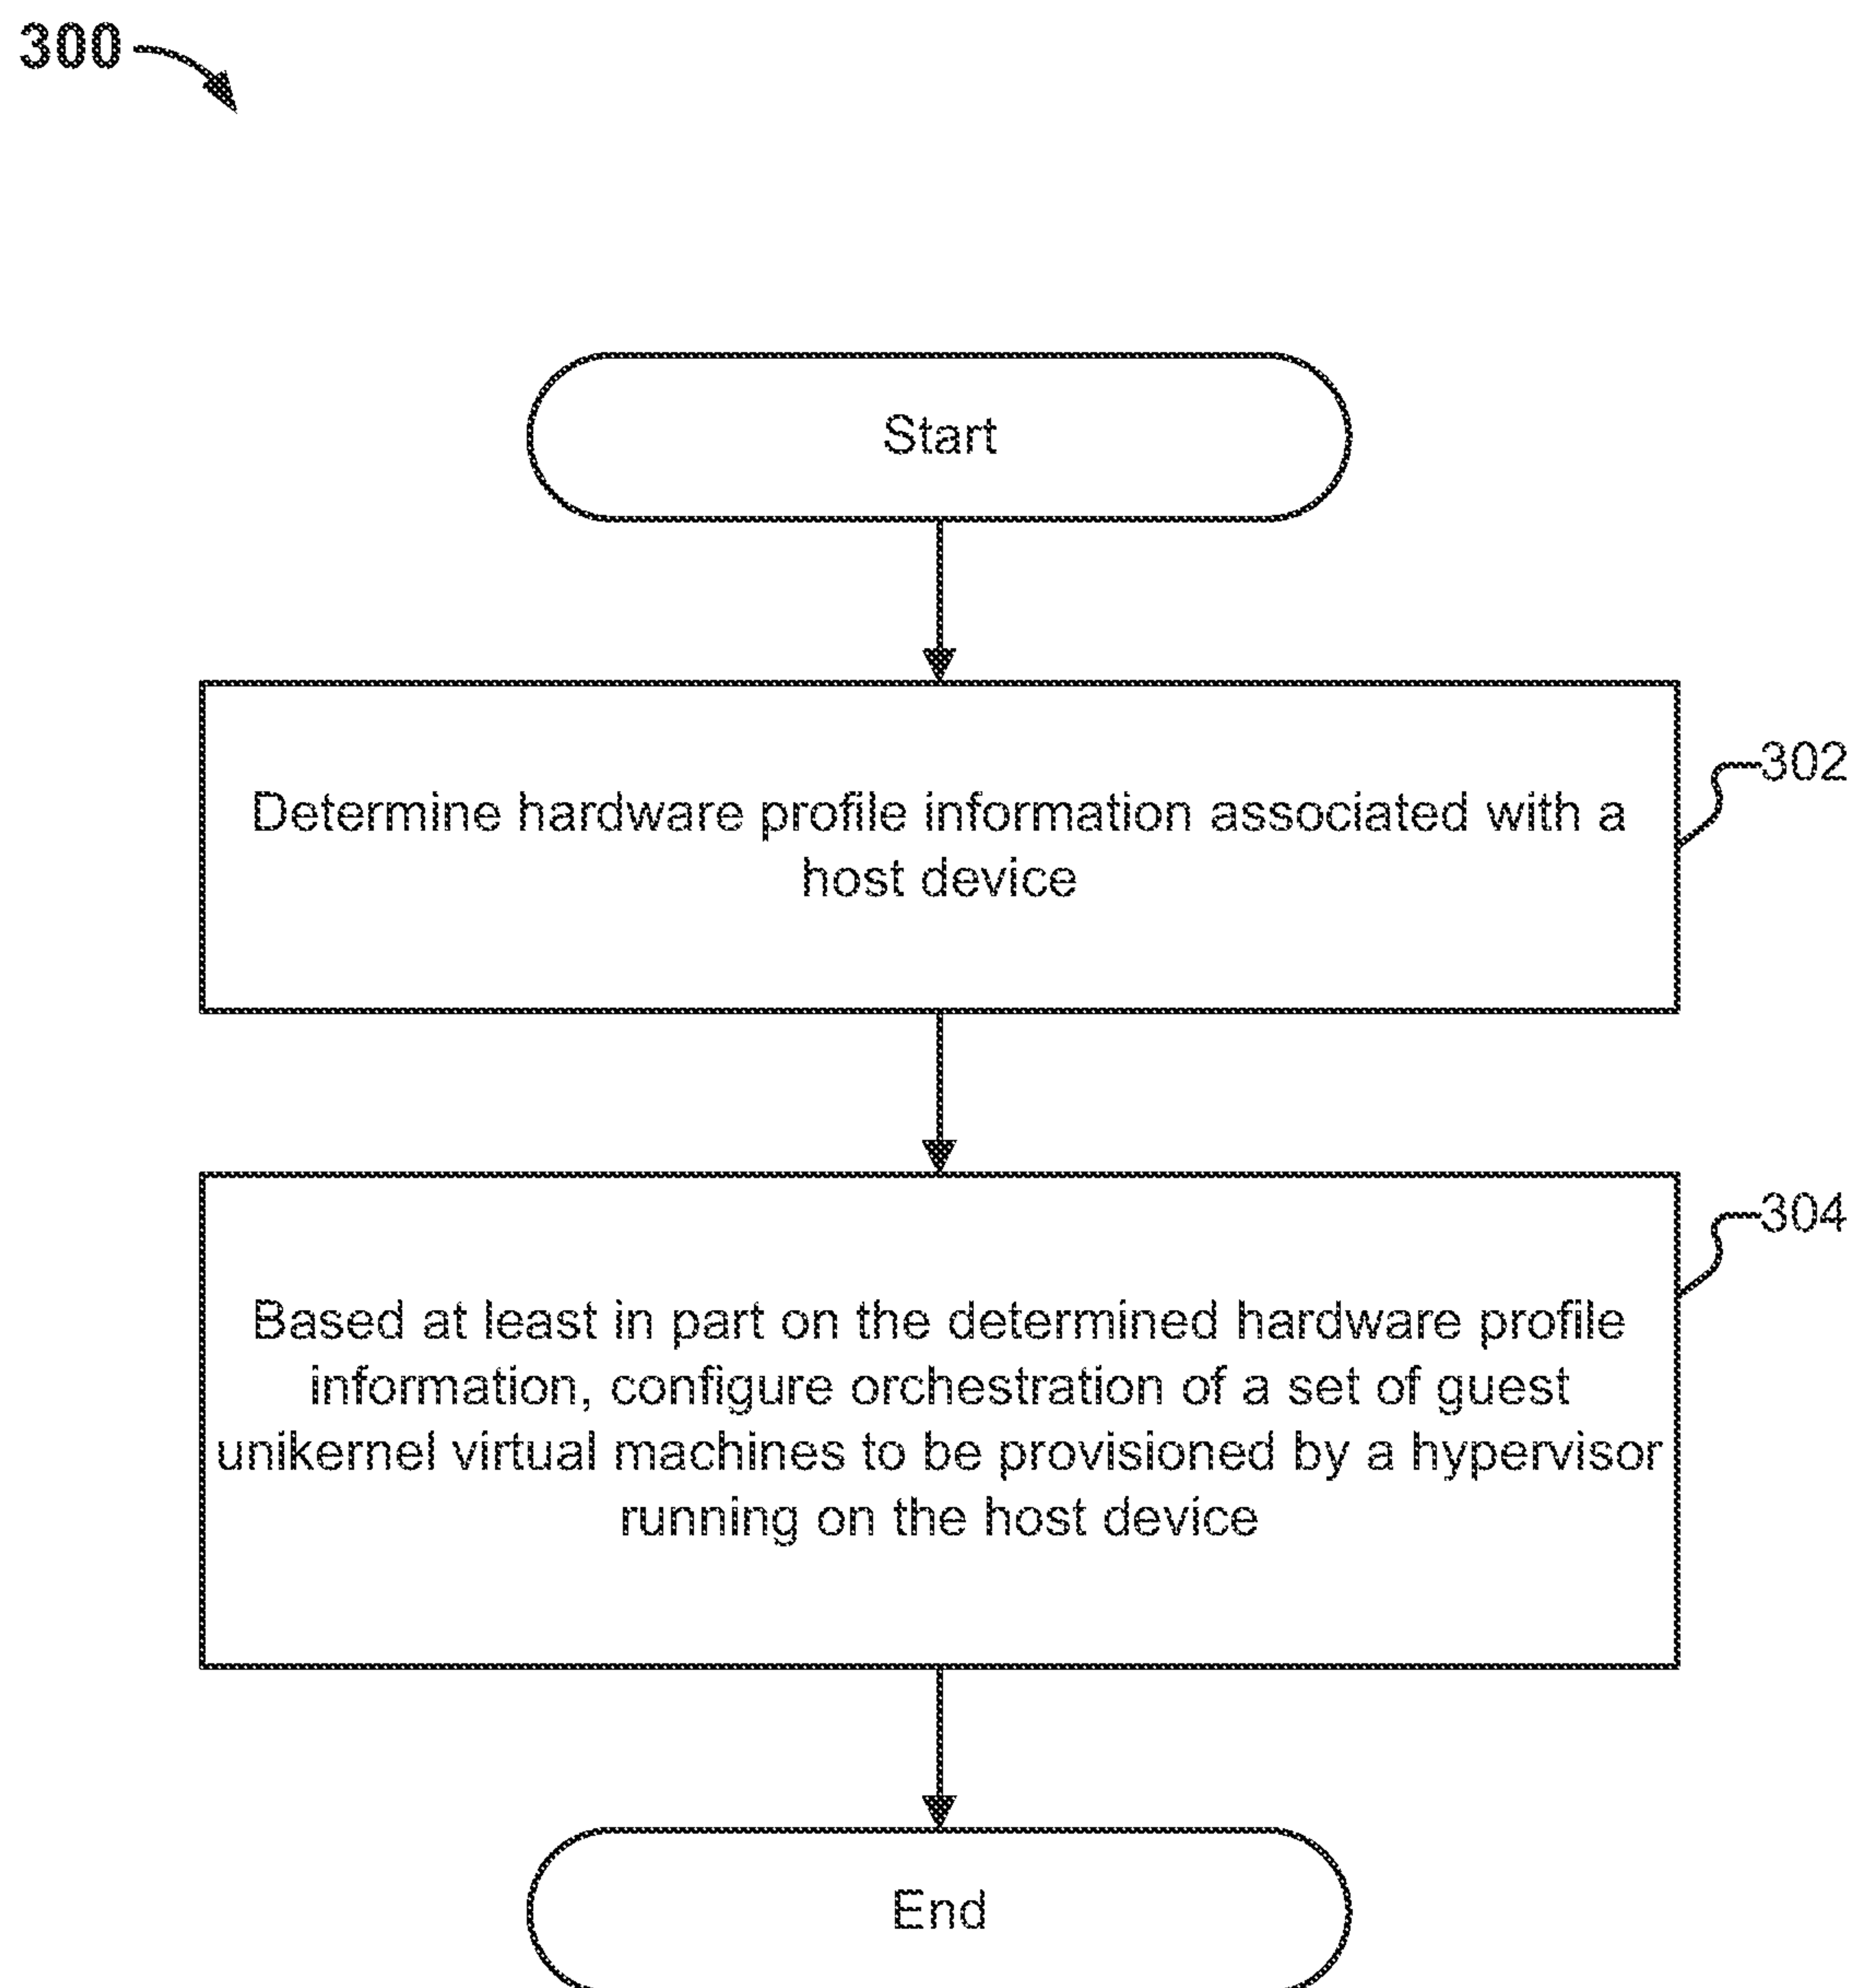 300
Start
Determine hardware profile information associated with a
host device
302
Based at least in part on the determined hardware profile
information, configure orchestration of a set of guest
unikernel virtual machines to be provisioned by a hypervisor
running on the host device
304
End